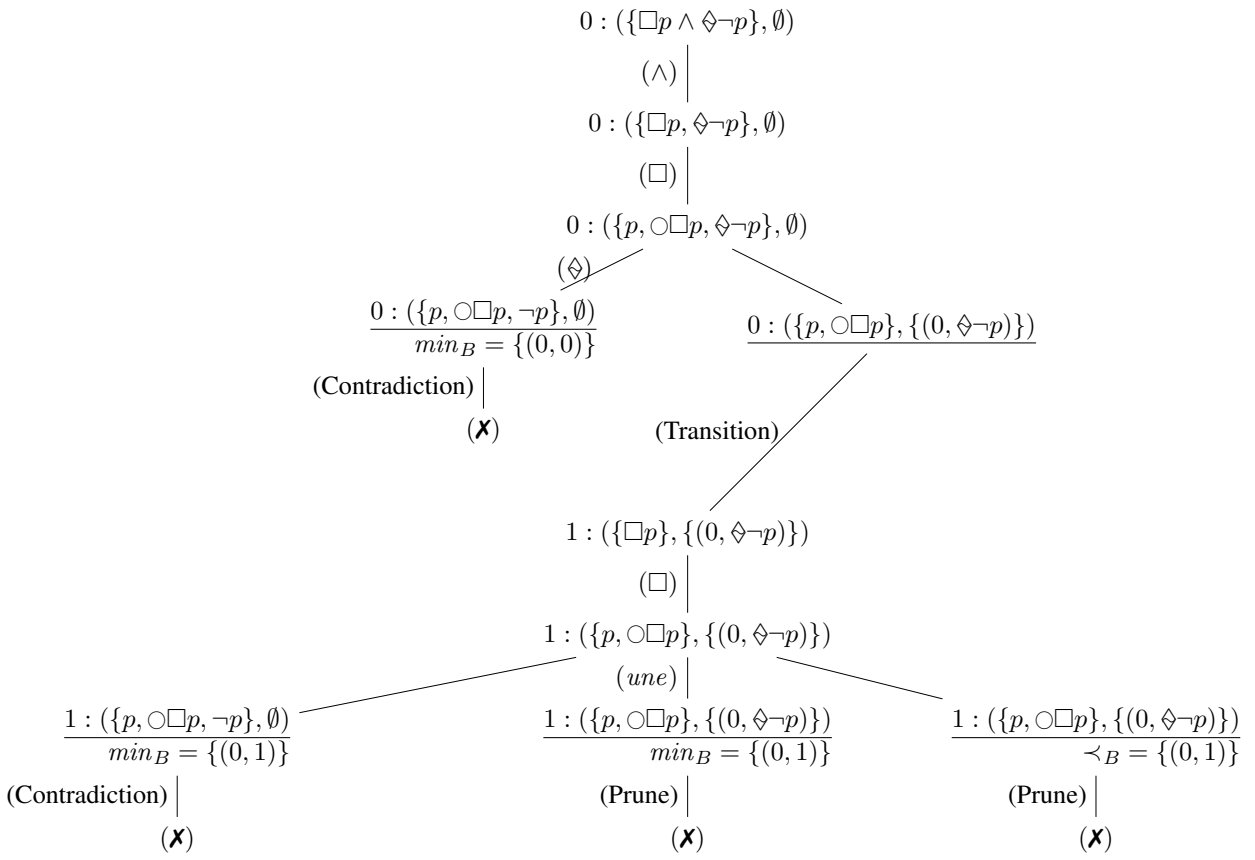 0 : ({□p ∧ ⟐¬p}, ∅)
(∧)
0 : ({□p, ⟐¬p}, ∅)
(□)
0 : ({p, ○□p, ⟐¬p}, ∅)
(⟐)
0 : ({p, ○□p, ¬p}, ∅)
min_B = {(0, 0)}
0 : ({p, ○□p}, {(0, ⟐¬p)})
(Contradiction)
(✗)
(Transition)
1 : ({□p}, {(0, ⟐¬p)})
(□)
1 : ({p, ○□p}, {(0, ⟐¬p)})
(une)
1 : ({p, ○□p, ¬p}, ∅)
min_B = {(0, 1)}
1 : ({p, ○□p}, {(0, ⟐¬p)})
min_B = {(0, 1)}
1 : ({p, ○□p}, {(0, ⟐¬p)})
≺_B = {(0, 1)}
(Contradiction)
(Prune)
(Prune)
(✗)
(✗)
(✗)